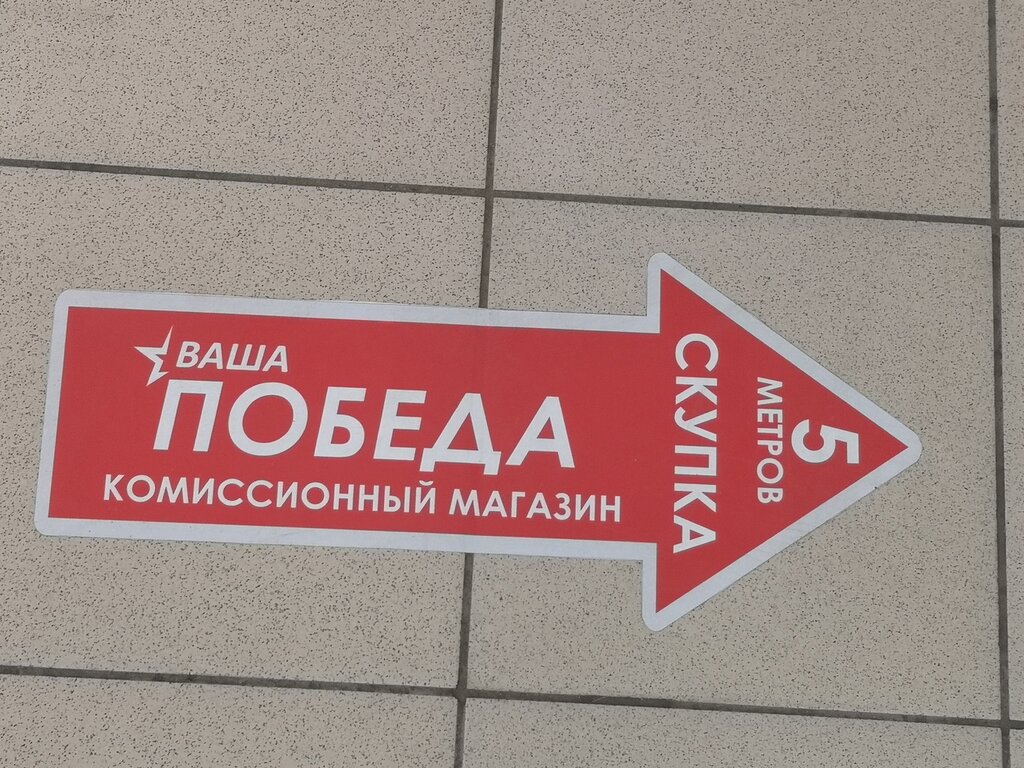 ВАША
ПОБЕДА
КОМИССИОННЫЙ МАГАЗИН
5
МЕТРОВ
СКУПКА